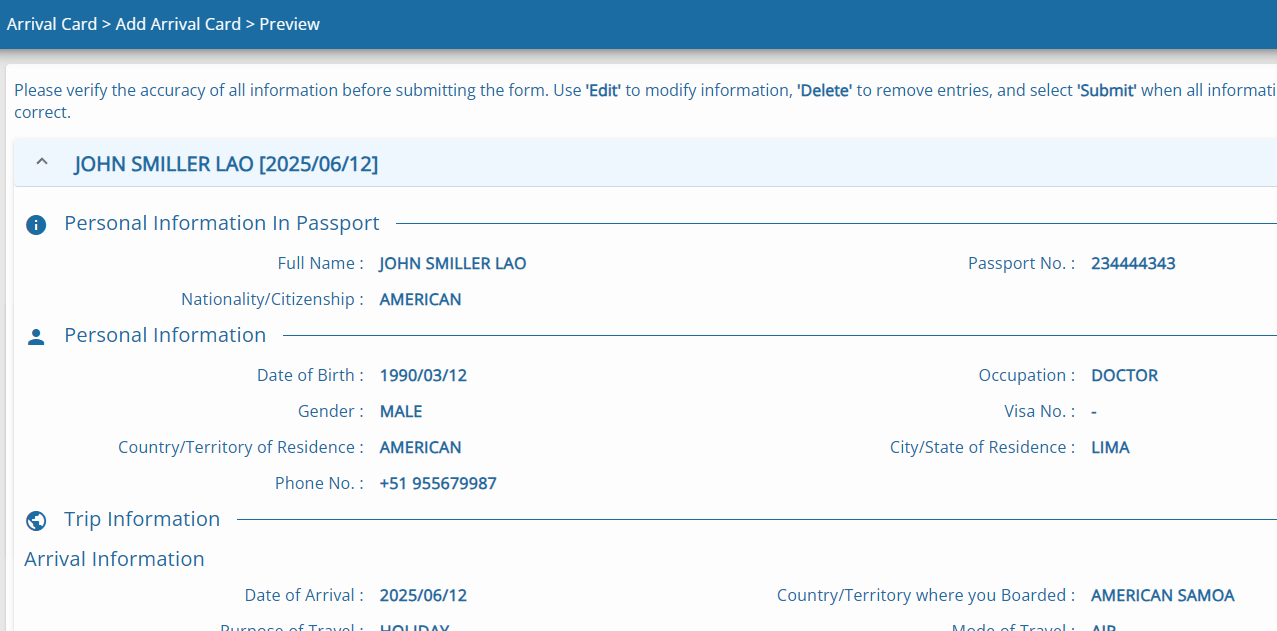 Arrival Card > Add Arrival Card > Preview
Please verify the accuracy of all information before submitting the form. Use 'Edit' to modify information, 'Delete' to remove entries, and select 'Submit' when all informati
correct.
JOHN SMILLER LAO [2025/06/12]
Personal Information In Passport
Full Name : JOHN SMILLER LAO Passport No. : 234444343
Nationality/Citizenship : AMERICAN
Personal Information
Date of Birth : 1990/03/12 Occupation : DOCTOR
Gender : MALE Visa No. : -
Country/Territory of Residence : AMERICAN City/State of Residence : LIMA
Phone No. : +51 955679987
Trip Information
Arrival Information
Date of Arrival : 2025/06/12 Country/Territory where you Boarded : AMERICAN SAMOA
Purpose of Travel : HOLIDAY Mode of Travel : AIR